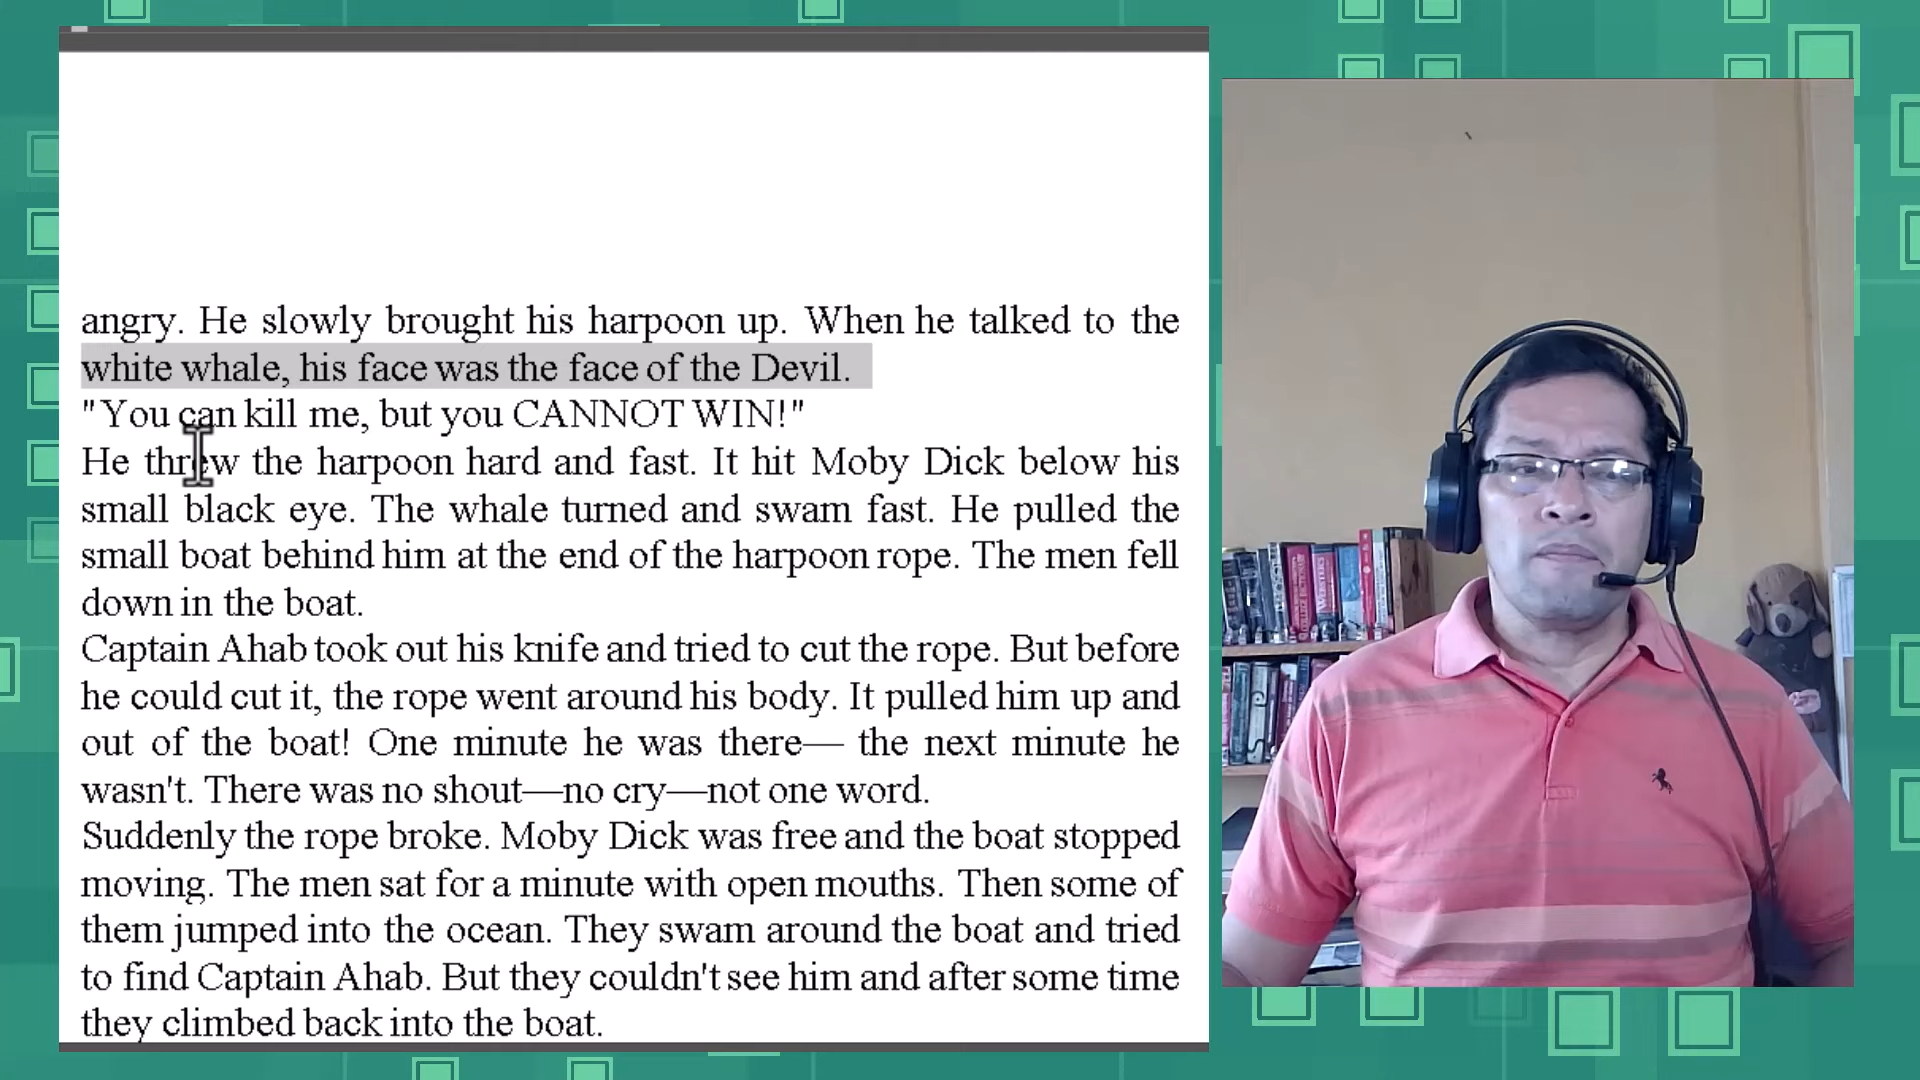 angry. He slowly brought his harpoon up. When he talked to the
white whale, his face was the face of the Devil.
"You can kill me, but you CANNOT WIN!"
He threw the harpoon hard and fast. It hit Moby Dick below his
small black eye. The whale turned and swam fast. He pulled the
small boat behind him at the end of the harpoon rope. The men fell
down in the boat.
Captain Ahab took out his knife and tried to cut the rope. But before
he could cut it, the rope went around his body. It pulled him up and
out of the boat! One minute he was there— the next minute he
wasn't. There was no shout—no cry—not one word.
Suddenly the rope broke. Moby Dick was free and the boat stopped
moving. The men sat for a minute with open mouths. Then some of
them jumped into the ocean. They swam around the boat and tried
to find Captain Ahab. But they couldn't see him and after some time
they climbed back into the boat.